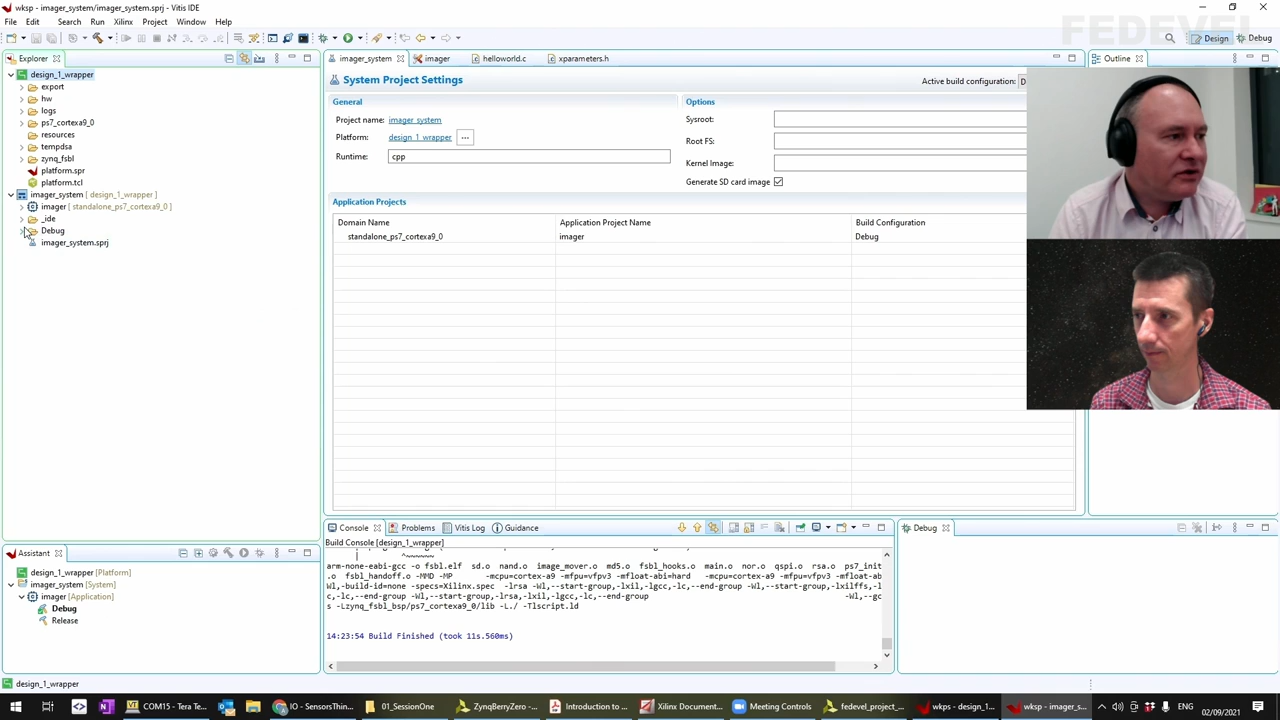 wksp - imager_system/imager_system.sprj - Vitis IDE
File Edit Search Run Xilinx Project Window Help
FEDEVEL
Design Debug
Explorer
design_1_wrapper
export
hw
logs
ps7_cortexa9_0
resources
tempdsa
zynq_fsbl
platform.spr
platform.tcl
imager_system [ design_1_wrapper ]
imager [ standalone_ps7_cortexa9_0 ]
_ide
Debug
imager_system.sprj
imager_system imager helloworld.c xparameters.h
System Project Settings
Active build configuration: D
General
Project name: imager_system
Platform: design_1_wrapper ...
Runtime: cpp
Options
Sysroot:
Root FS:
Kernel Image:
Generate SD card image
Application Projects
Domain Name Application Project Name Build Configuration
standalone_ps7_cortexa9_0 imager Debug
Outline
Assistant
design_1_wrapper [Platform]
imager_system [System]
imager [Application]
Debug
Release
Console Problems Vitis Log Guidance
Build Console [design_1_wrapper]
| ^~~~~~~
arm-none-eabi-gcc -o fsbl.elf sd.o nand.o image_mover.o md5.o fsbl_hooks.o main.o nor.o qspi.o rsa.o ps7_init
.o fsbl_handoff.o -MMD -MP -mcpu=cortex-a9 -mfpu=vfpv3 -mfloat-abi=hard -mcpu=cortex-a9 -mfpu=vfpv3 -mfloat-ab
Wl,-build-id=none -specs=Xilinx.spec -lrsa -Wl,--start-group,-lxil,-lgcc,-lc,--end-group -Wl,--start-group,-lxilffs,-l
c,-lc,--end-group -Wl,--start-group,-lrsa,-lxil,-lgcc,-lc,--end-group -Wl,--gc
s -Lzynq_fsbl_bsp/ps7_cortexa9_0/lib -L./ -Tlscript.ld
14:23:54 Build Finished (took 11s.560ms)
Debug
design_1_wrapper
COM15 - Tera Te... IO - SensorsThin... 01_SessionOne ZynqBerryZero -... Introduction to ... Xilinx Documen... Meeting Controls fedevel_project_... wksp - design_1... wksp - imager_s...
ENG
14:24
02/09/2021